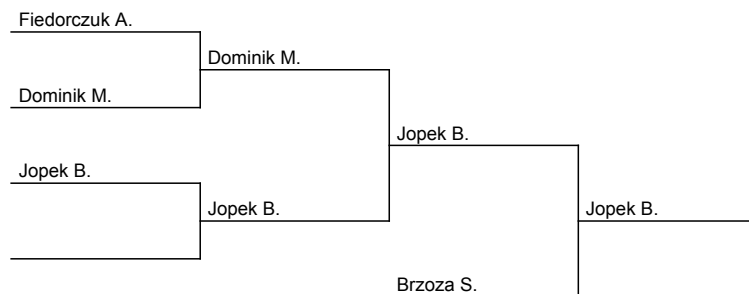 Fiedorczuk A.
Dominik M.
Dominik M.
Jopek B.
Jopek B.
Jopek B.
Jopek B.
Brzoza S.